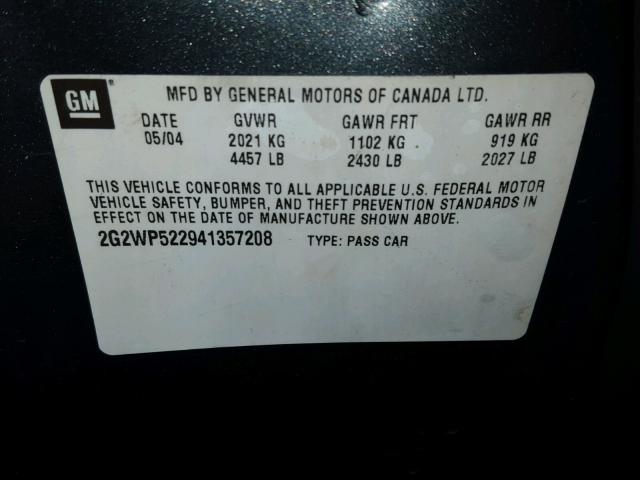 GM
MFD BY GENERAL MOTORS OF CANADA LTD.
DATE GVWR GAWR FRT GAWR RR
05/04 2021 KG 1102 KG 919 KG
4457 LB 2430 LB 2027 LB
THIS VEHICLE CONFORMS TO ALL APPLICABLE U.S. FEDERAL MOTOR
VEHICLE SAFETY, BUMPER, AND THEFT PREVENTION STANDARDS IN
EFFECT ON THE DATE OF MANUFACTURE SHOWN ABOVE.
2G2WP522941357208 TYPE: PASS CAR